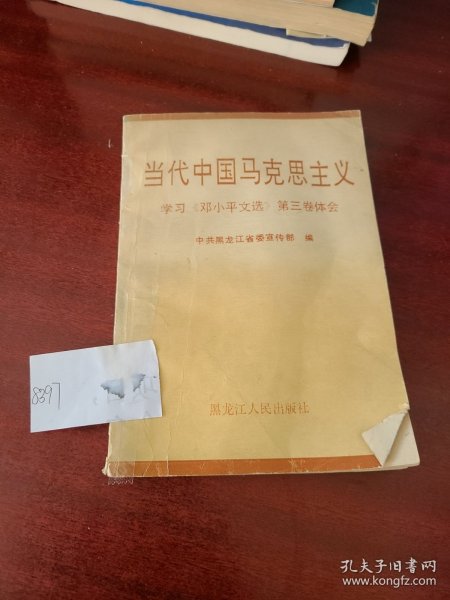 当代中国马克思主义
学习《邓小平文选》第三卷体会
中共黑龙江省委宣传部 编
8397
黑龙江人民出版社
孔夫子旧书网
www.kongfz.com